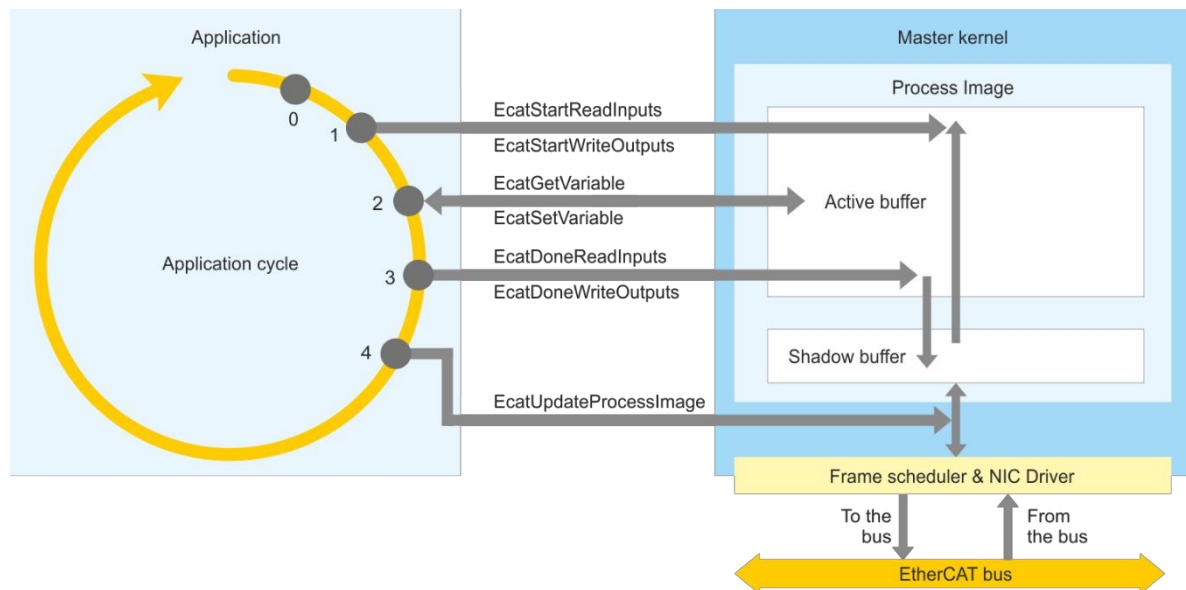 Application
Master kernel
Process Image
0
1
EcatStartReadInputs
EcatStartWriteOutputs
2
EcatGetVariable
EcatSetVariable
Active buffer
Application cycle
3
EcatDoneReadInputs
EcatDoneWriteOutputs
4
Shadow buffer
EcatUpdateProcessImage
Frame scheduler & NIC Driver
To the
bus
From
the bus
EtherCAT bus